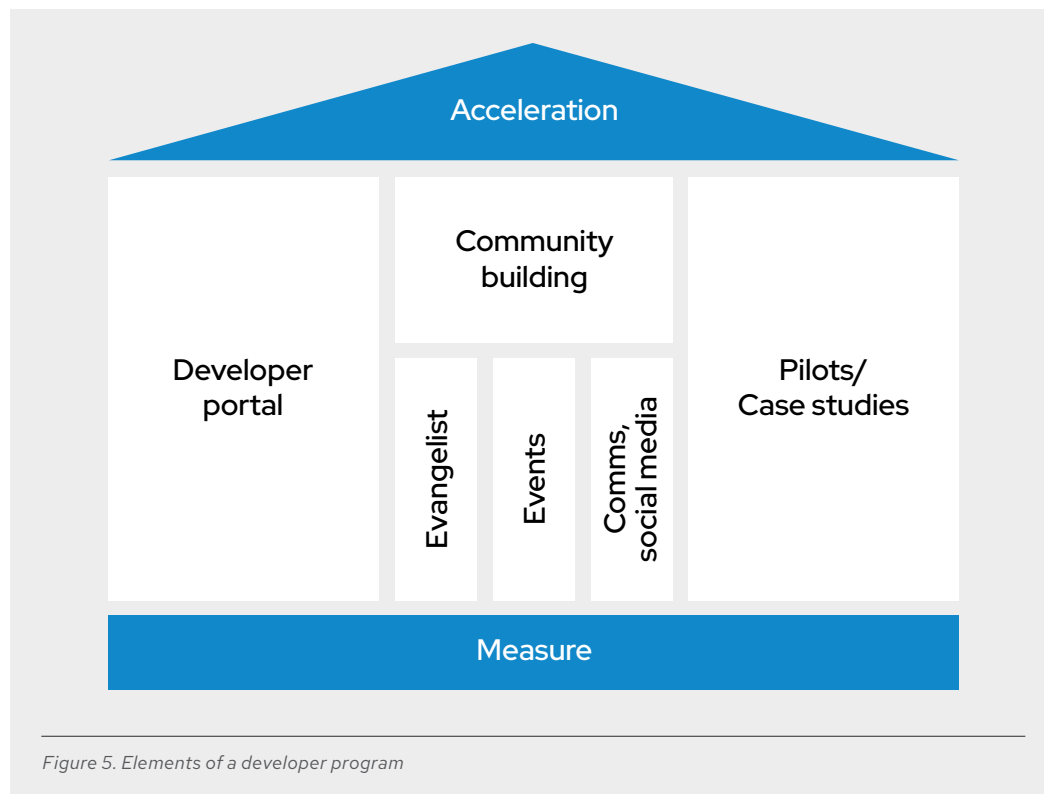 Acceleration
Community
building
Developer
portal
Pilots/
Case studies
Evangelist
Events
Comms,
social media
Measure
Figure 5. Elements of a developer program